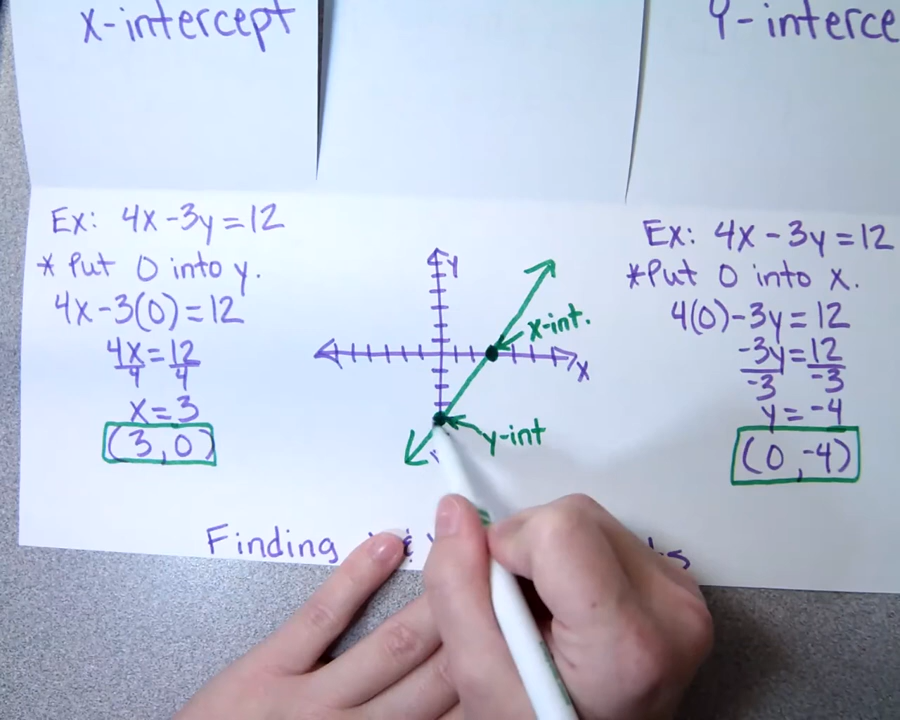 X-intercept
Y-interce
Ex: 4x-3y=12
* Put 0 into y.
4x-3(0)=12
4x=12
4 4
x=3
(3,0)
Y
x-int.
X
y-int
Ex: 4x-3y=12
*Put 0 into x.
4(0)-3y=12
-3y=12
-3 -3
y=-4
(0,-4)
Finding